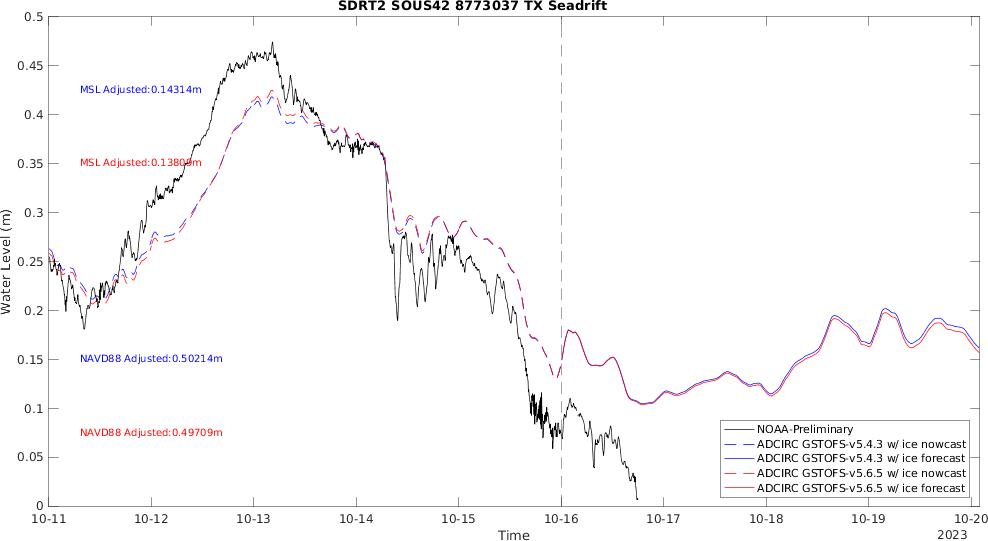 SDRT2 SOUS42 8773037 TX Seadrift
0.5
0.45
0.4
0.35
0.3
0.25
0.2
0.15
0.1
0.05
0
Water Level (m)
MSL Adjusted:0.14314m
MSL Adjusted:0.13809m
NAVD88 Adjusted:0.50214m
NAVD88 Adjusted:0.49709m
NOAA-Preliminary
ADCIRC GSTOFS-v5.4.3 w/ ice nowcast
ADCIRC GSTOFS-v5.4.3 w/ ice forecast
ADCIRC GSTOFS-v5.6.5 w/ ice nowcast
ADCIRC GSTOFS-v5.6.5 w/ ice forecast
10-11 10-12 10-13 10-14 10-15 10-16 10-17 10-18 10-19 10-20
Time
2023